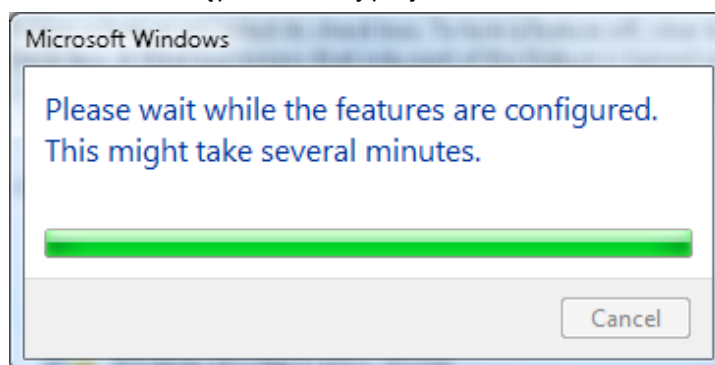 Microsoft Windows
Please wait while the features are configured.
This might take several minutes.
Cancel